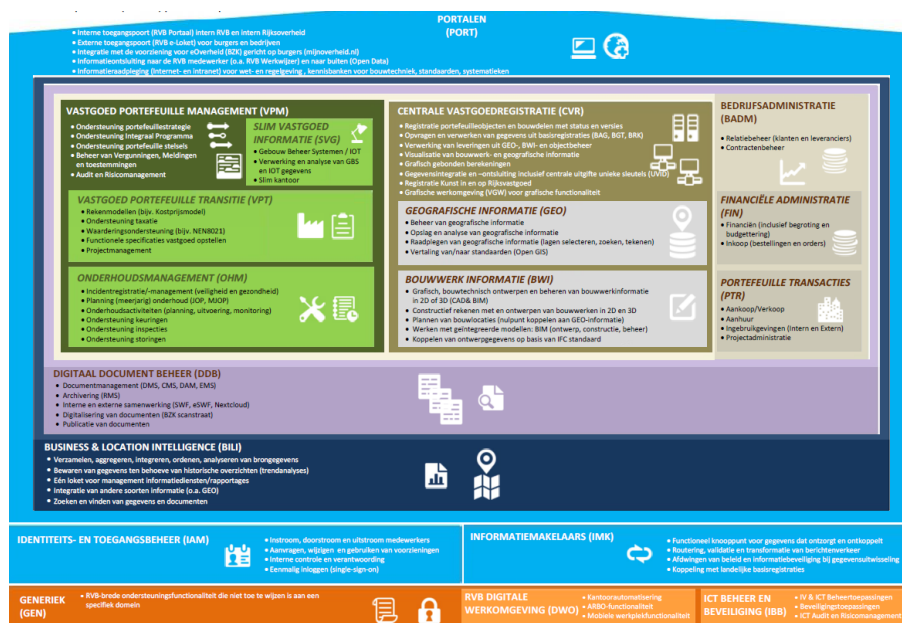 PORTALEN
(PORT)
• Interne toegangspoort (RVB Portaal) intern RVB en intern Rijksoverheid
• Externe toegangspoort (RVB e-Loket) voor burgers en bedrijven
• Integratie met de voorziening voor eOverheid (BZK) gericht op burgers (mijnoverheid.nl)
• Informatieontsluiting naar de RVB medewerker (o.a. RVB Werkwijzer) en naar buiten (Open Data)
• Informatieraadpleging (Internet- en intranet) voor wet- en regelgeving , kennisbanken voor bouwtechniek, standaarden, systematieken
VASTGOED PORTEFEUILLE MANAGEMENT (VPM)
• Ondersteuning portefeuillestrategie
• Ondersteuning Integraal Programma
• Ondersteuning portefeuille stelsels
• Beheer van Vergunningen, Meldingen
en toestemmingen
• Audit en Risicomanagement
SLIM VASTGOED
INFORMATIE (SVG)
• Gebouw Beheer Systemen / IOT
• Verwerking en analyse van GBS
en IOT gegevens
• Slim kantoor
VASTGOED PORTEFEUILLE TRANSITIE (VPT)
• Rekenmodellen (bijv. Kostprijsmodel)
• Ondersteuning taxatie
• Waarderingsondersteuning (bijv. NEN8021)
• Functionele specificaties vastgoed opstellen
• Projectmanagement
ONDERHOUDSMANAGEMENT (OHM)
• Incidentregistratie/-management (veiligheid en gezondheid)
• Planning (meerjarig) onderhoud (JOP, MJOP)
• Onderhoudsactiviteiten (planning, uitvoering, monitoring)
• Ondersteuning keuringen
• Ondersteuning inspecties
• Ondersteuning storingen
CENTRALE VASTGOEDREGISTRATIE (CVR)
• Registratie portefeuilleobjecten en bouwdelen met status en versies
• Opvragen en verwerken van gegevens uit basisregistraties (BAG, BGT, BRK)
• Verwerking van leveringen uit GEO-, BWI- en objectbeheer
• Visualisatie van bouwwerk- en geografische informatie
• Grafisch gebonden berekeningen
• Gegevensintegratie en –ontsluiting inclusief centrale uitgifte unieke sleutels (UVID)
• Registratie Kunst in en op Rijksvastgoed
• Grafische werkomgeving (VGW) voor grafische functionaliteit
GEOGRAFISCHE INFORMATIE (GEO)
• Beheer van geografische informatie
• Opslag en analyse van geografische informatie
• Raadplegen van geografische informatie (lagen selecteren, zoeken, tekenen)
• Vertaling van/naar standaarden (Open GIS)
BOUWWERK INFORMATIE (BWI)
• Grafisch, bouwtechnisch ontwerpen en beheren van bouwwerkinformatie
in 2D of 3D (CAD& BIM)
• Constructief rekenen met en ontwerpen van bouwwerken in 2D en 3D
• Plannen van bouwlocaties (nulpunt koppelen aan GEO-informatie)
• Werken met geïntegreerde modellen: BIM (ontwerp, constructie, beheer)
• Koppelen van ontwerpgegevens op basis van IFC standaard
BEDRIJFSADMINISTRATIE
(BADM)
• Relatiebeheer (klanten en leveranciers)
• Contractenbeheer
FINANCIËLE ADMINISTRATIE
(FIN)
• Financiën (inclusief begroting en
budgettering)
• Inkoop (bestellingen en orders)
PORTEFEUILLE TRANSACTIES
(PTR)
• Aankoop/Verkoop
• Aanhuur
• Ingebruikgevingen (Intern en Extern)
• Projectadministratie
DIGITAAL DOCUMENT BEHEER (DDB)
• Documentmanagement (DMS, CMS, DAM, EMS)
• Archivering (RMS)
• Interne en externe samenwerking (SWF, eSWF, Nextcloud)
• Digitalisering van documenten (BZK scanstraat)
• Publicatie van documenten
BUSINESS & LOCATION INTELLIGENCE (BILI)
• Verzamelen, aggregeren, integreren, ordenen, analyseren van brongegevens
• Bewaren van gegevens ten behoeve van historische overzichten (trendanalyses)
• Eén loket voor management informatiediensten/rapportages
• Integratie van andere soorten informatie (o.a. GEO)
• Zoeken en vinden van gegevens en documenten
IDENTITEITS- EN TOEGANGSBEHEER (IAM)
• Instroom, doorstroom en uitstroom medewerkers
• Aanvragen, wijzigen en gebruiken van voorzieningen
• Interne controle en verantwoording
• Eenmalig inloggen (single-sign-on)
INFORMATIEMAKELAARS (IMK)
• Functioneel knooppunt voor gegevens dat ontzorgt en ontkoppelt
• Routering, validatie en transformatie van berichtenverkeer
• Afdwingen van beleid en informatiebeveiliging bij gegevensuitwisseling
• Koppeling met landelijke basisregistraties
GENERIEK
(GEN)
• RVB-brede ondersteuningsfunctionaliteit die niet toe te wijzen is aan een
specifiek domein
RVB DIGITALE
WERKOMGEVING (DWO)
• Kantoorautomatisering
• ARBO-functionaliteit
• Mobiele werkplekfunctionaliteit
ICT BEHEER EN
BEVEILIGING (IBB)
• IV & ICT Beheertoepassingen
• Beveiligingstoepassingen
• ICT Audit en Risicomanagement